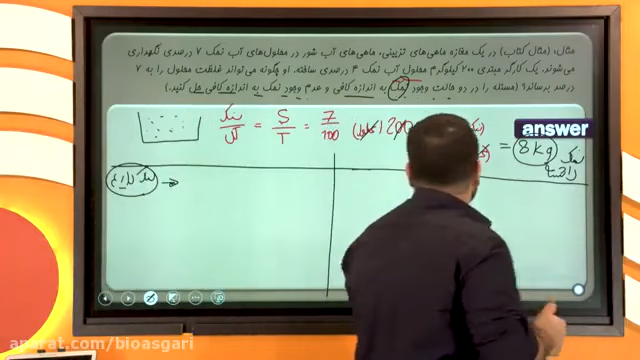 مثال: (مثال کتاب) در یک مغازه ماهی‌های تزیینی، ماهی‌های آب شور در محلول‌های آب نمک ۷ درصدی نگهداری
می‌شوند. یک کارگر مبتدی ۲۰۰ کیلوگرم محلول آب نمک ۴ درصدی ساخته. او چگونه می‌تواند غلظت محلول را به ۷
درصد برساند؟ (مسئله را در دو حالت وجود نمک به اندازه کافی و عدم وجود نمک به اندازه کافی حل کنید.)
نمک / کل = S / T = 7 / 100
answer
= 8 kg نمک
aparat.com/bioasgari